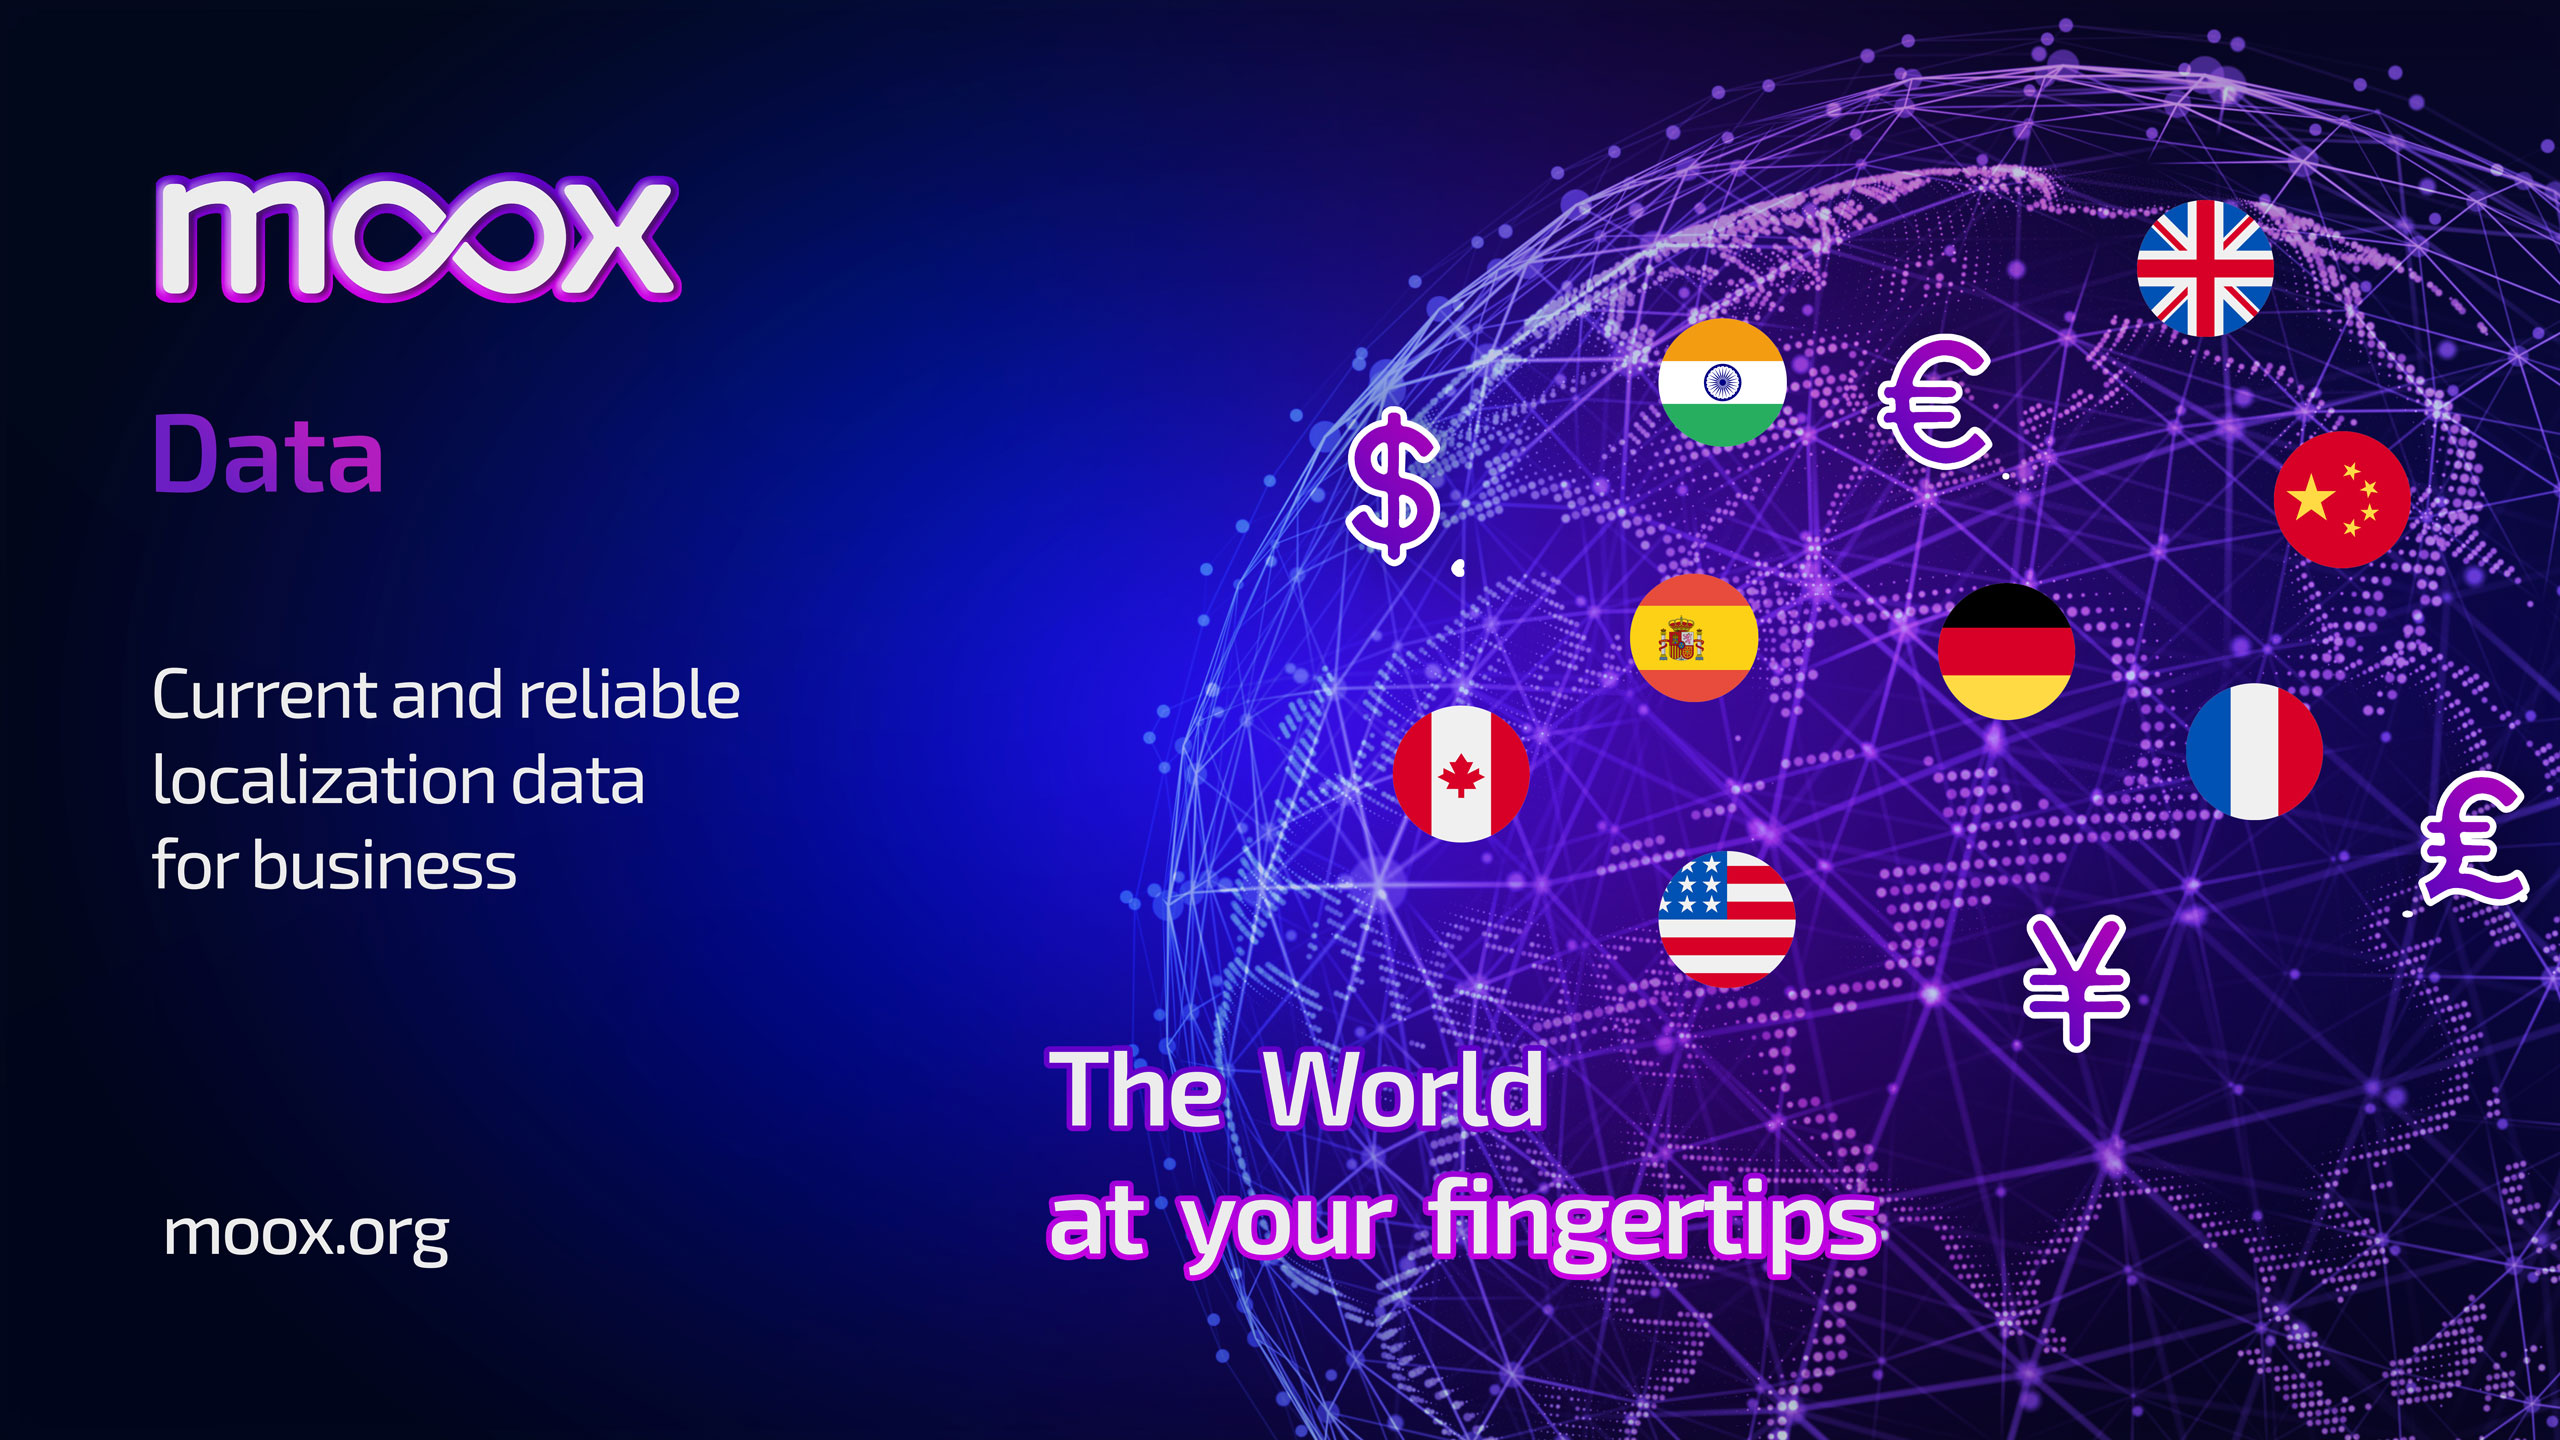 moox
Data
Current and reliable
localization data
for business
moox.org
$
€
£
¥
The World
at your fingertips